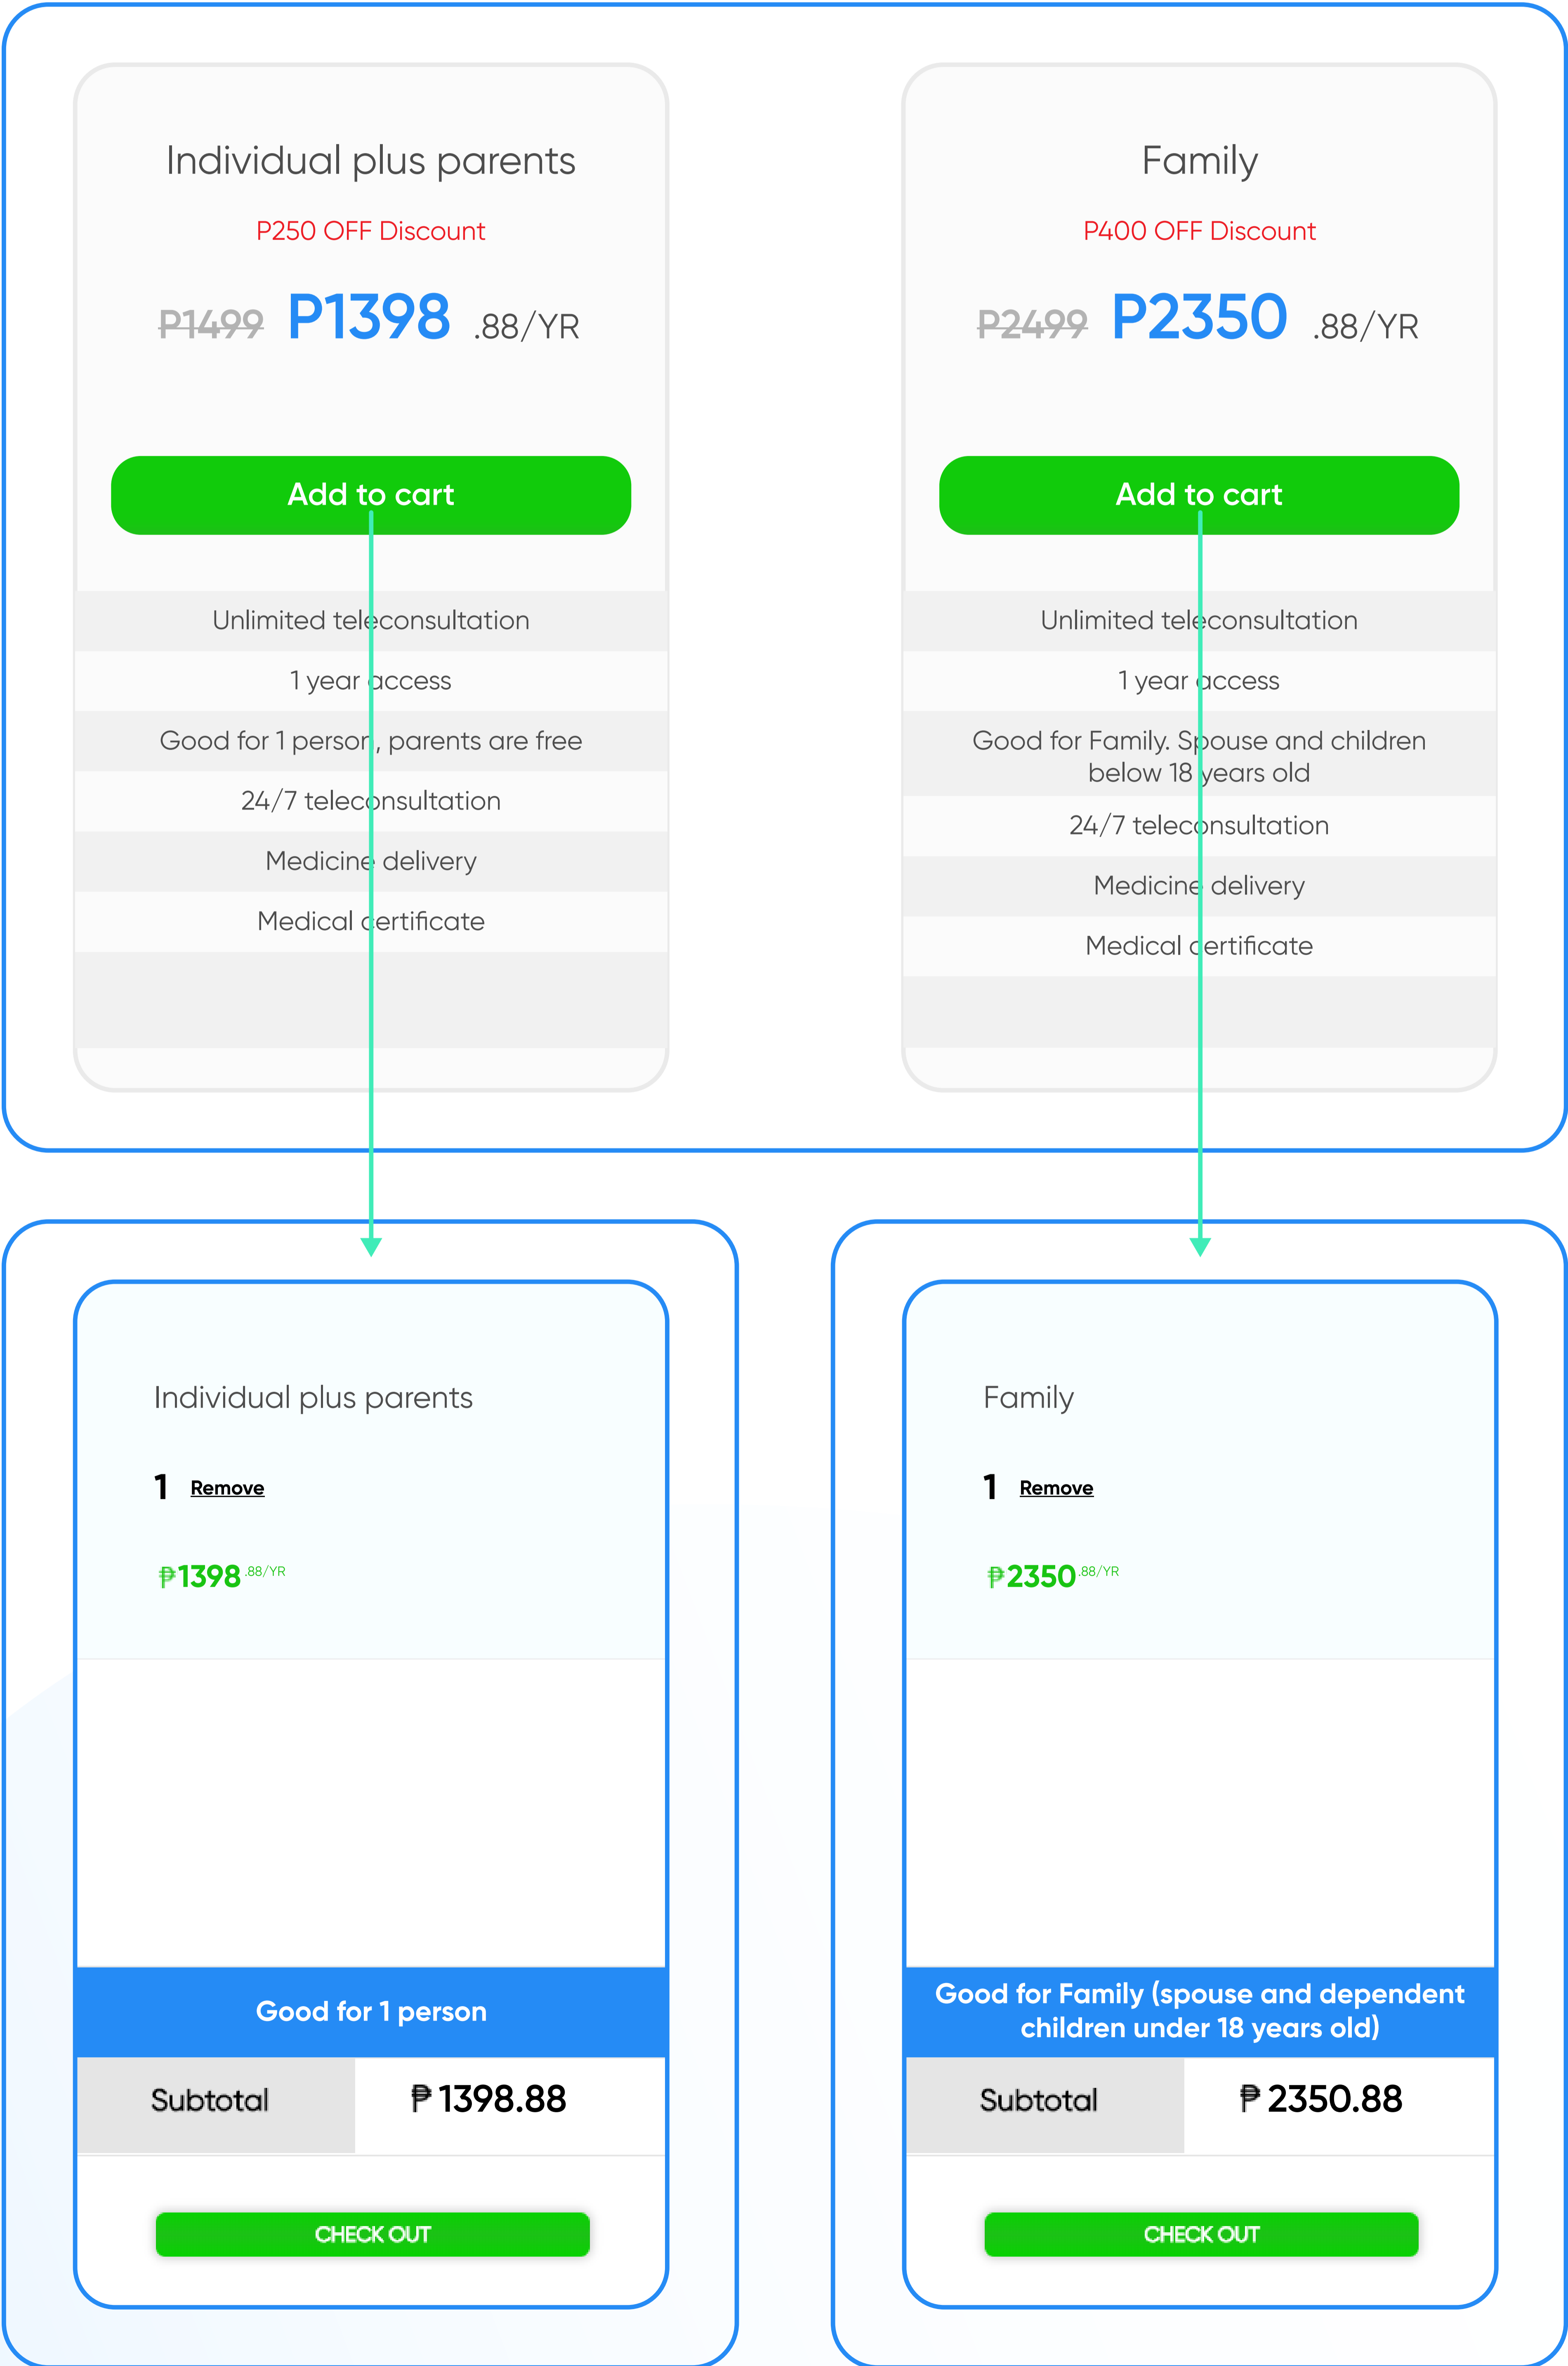 Individual plus parents
P250 OFF Discount
P1499 P1398 .88/YR
Add to cart
Unlimited teleconsultation
1 year access
Good for 1 person, parents are free
24/7 teleconsultation
Medicine delivery
Medical certificate
Family
P400 OFF Discount
P2499 P2350 .88/YR
Add to cart
Unlimited teleconsultation
1 year access
Good for Family. Spouse and children
below 18 years old
24/7 teleconsultation
Medicine delivery
Medical certificate
Individual plus parents
1 Remove
₱1398.88/YR
Good for 1 person
Subtotal ₱ 1398.88
CHECK OUT
Family
1 Remove
₱2350.88/YR
Good for Family (spouse and dependent
children under 18 years old)
Subtotal ₱ 2350.88
CHECK OUT